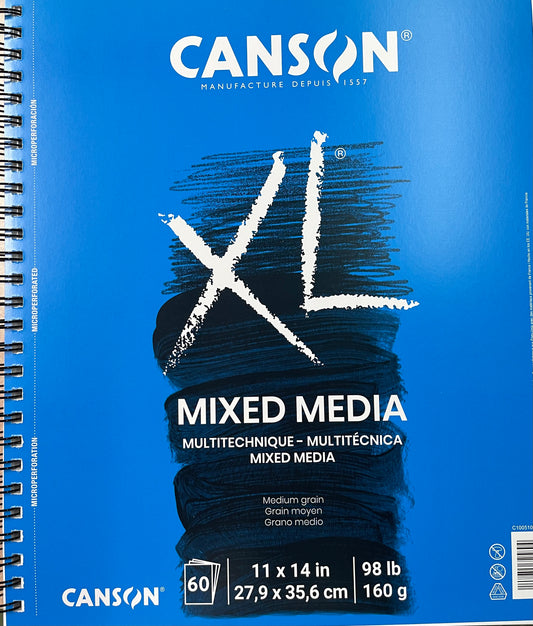 CANSON®
MANUFACTURE DEPUIS 1557
XL®
MIXED MEDIA
MULTITECHNIQUE – MULTITÉCNICA
MIXED MEDIA
Medium grain
Grain moyen
Grano medio
60
11 x 14 in
27,9 x 35,6 cm
98 lb
160 g
CANSON®
MICROPERFORACIÓN
MICROPERFORATED
MICROPERFORATION
C100510